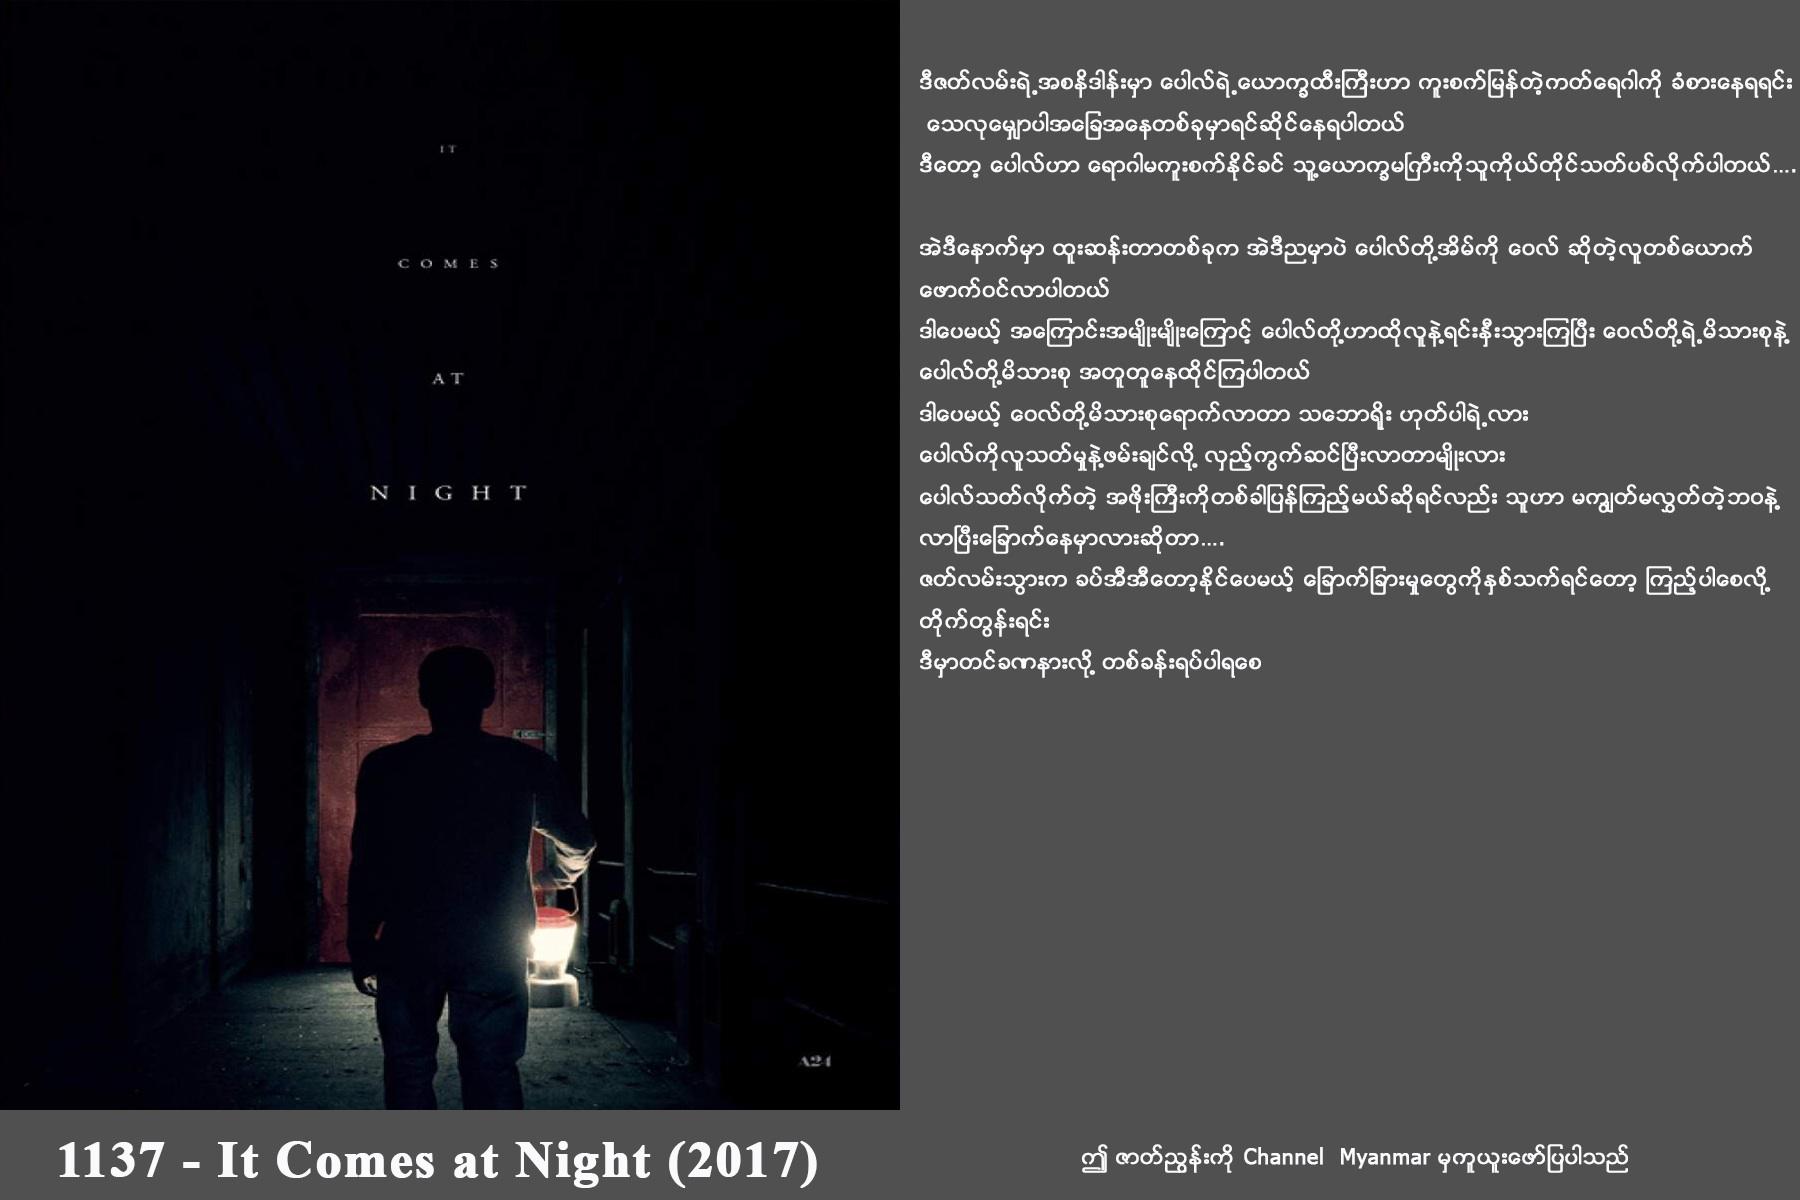 IT
COMES
AT
NIGHT
A24
1137 - It Comes at Night (2017)
ဒီဇတ်လမ်းရဲ့အစနိဒါန်းမှာ ပေါလ်ရဲ့ယောက္ခထီးကြီးဟာ ကူးစက်မြန်တဲ့ကတ်ရေဂါကို ခံစားနေရရင်း
သေလုမျှောပါအခြေအနေတစ်ခုမှာရင်ဆိုင်နေရပါတယ်
ဒီတော့ ပေါလ်ဟာ ရောဂါမကူးစက်နိုင်ခင် သူ့ယောက္ခမကြီးကိုသူကိုယ်တိုင်သတ်ပစ်လိုက်ပါတယ်....
အဲဒီနောက်မှာ ထူးဆန်းတာတစ်ခုက အဲဒီညမှာပဲ ပေါလ်တို့အိမ်ကို ဝေလ် ဆိုတဲ့လူတစ်ယောက်
ဖောက်ဝင်လာပါတယ်
ဒါပေမယ့် အကြောင်းအမျိုးမျိုးကြောင့် ပေါလ်တို့ဟာထိုလူနဲ့ရင်းနှီးသွားကြပြီး ဝေလ်တို့ရဲ့မိသားစုနဲ့
ပေါလ်တို့မိသားစု အတူတူနေထိုင်ကြပါတယ်
ဒါပေမယ့် ဝေလ်တို့မိသားစုရောက်လာတာ သဘောရိုး ဟုတ်ပါရဲ့လား
ပေါလ်ကိုလူသတ်မှုနဲ့ဖမ်းချင်လို့ လှည့်ကွက်ဆင်ပြီးလာတာမျိုးလား
ပေါလ်သတ်လိုက်တဲ့ အဖိုးကြီးကိုတစ်ခါပြန်ကြည့်မယ်ဆိုရင်လည်း သူဟာ မကျွတ်မလွှတ်တဲ့ဘဝနဲ့
လာပြီးခြောက်နေမှာလားဆိုတာ....
ဇတ်လမ်းသွားက ခပ်အီအီတော့နိုင်ပေမယ့် ခြောက်ခြားမှုတွေကိုနှစ်သက်ရင်တော့ ကြည့်ပါစေလို့
တိုက်တွန်းရင်း
ဒီမှာတင်ခဏနားလို့ တစ်ခန်းရပ်ပါရစေ
ဤ ဇာတ်ညွှန်းကို Channel Myanmar မှကူယူးဖော်ပြပါသည်